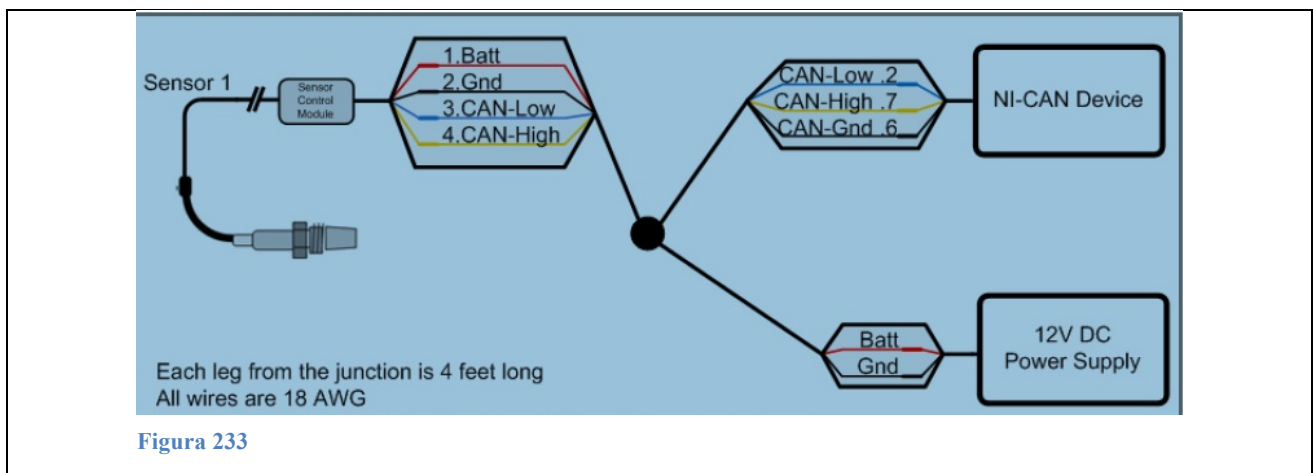 Sensor 1
Sensor
Control
Module
1.Batt
2.Gnd
3.CAN-Low
4.CAN-High
CAN-Low .2
CAN-High .7
CAN-Gnd .6
NI-CAN Device
Batt
Gnd
12V DC
Power Supply
Each leg from the junction is 4 feet long
All wires are 18 AWG
Figura 233